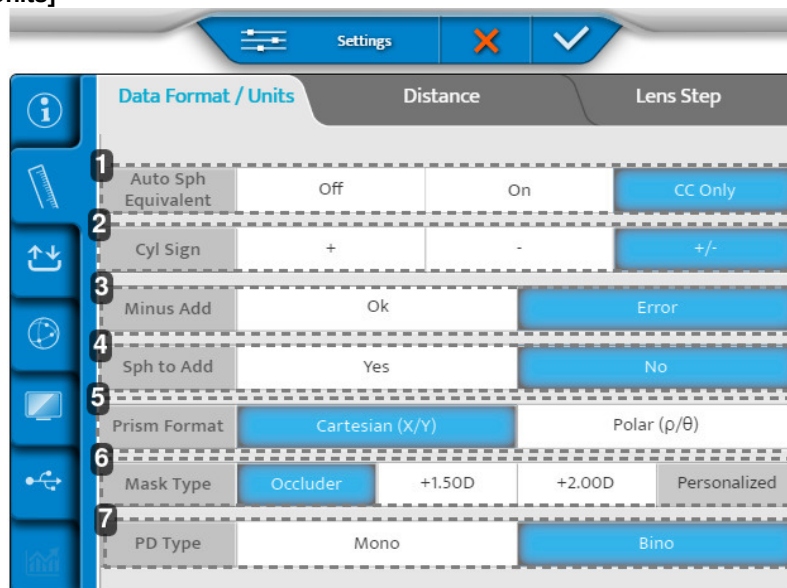 nits]
Settings
Data Format / Units Distance Lens Step
1
Auto Sph Equivalent Off On CC Only
2
Cyl Sign + - +/-
3
Minus Add Ok Error
4
Sph to Add Yes No
5
Prism Format Cartesian (X/Y) Polar (ρ/θ)
6
Mask Type Occluder +1.50D +2.00D Personalized
7
PD Type Mono Bino